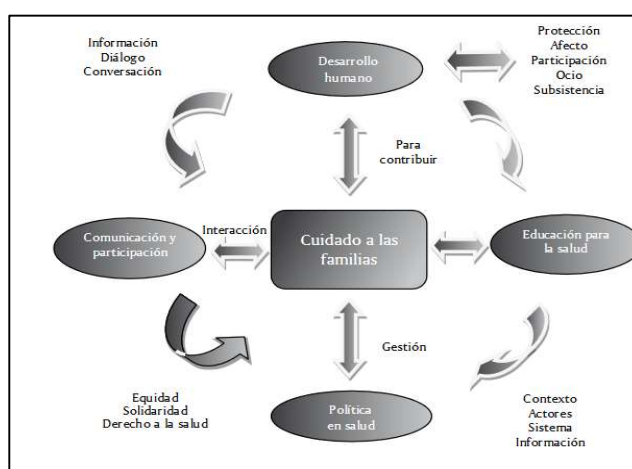 Información
Diálogo
Conversación
Desarrollo
humano
Protección
Afecto
Participación
Ocio
Subsistencia
Para
contribuir
Comunicación y
participación
Interacción
Cuidado a las
familias
Educación para
la salud
Gestión
Equidad
Solidaridad
Derecho a la salud
Política
en salud
Contexto
Actores
Sistema
Información